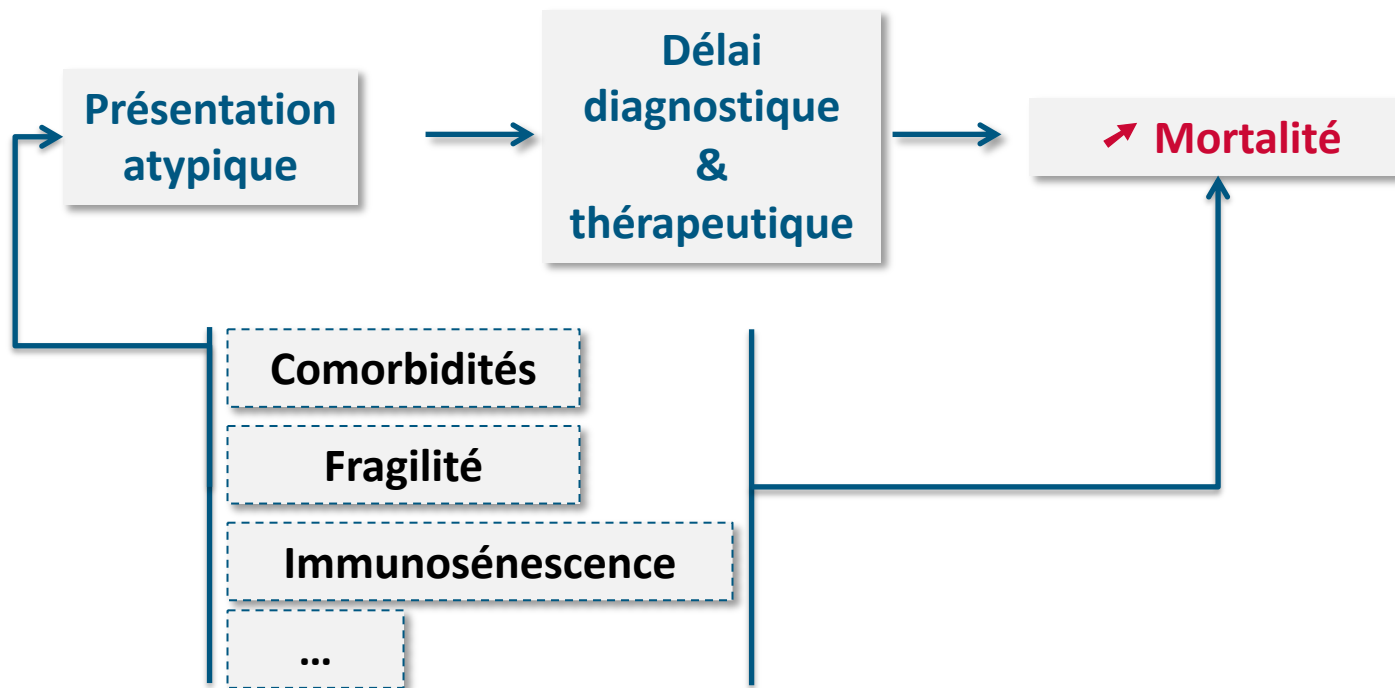 Présentation
atypique
Délai
diagnostique
&
thérapeutique
Mortalité
Comorbidités
Fragilité
Immunosénescence
...